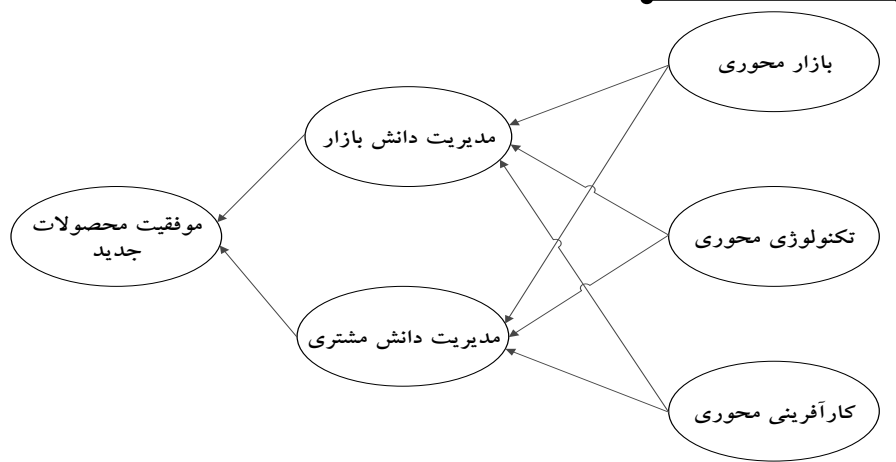 بازار محوری
مدیریت دانش بازار
تکنولوژی محوری
موفقیت محصولات
جدید
مدیریت دانش مشتری
کارآفرینی محوری